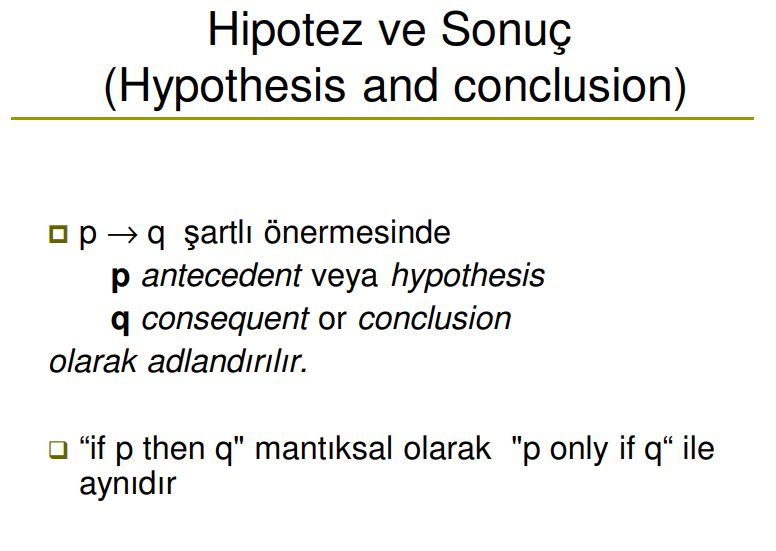 Hipotez ve Sonuç
(Hypothesis and conclusion)
p → q şartlı önermesinde
p antecedent veya hypothesis
q consequent or conclusion
olarak adlandırılır.
“if p then q" mantıksal olarak "p only if q“ ile
aynıdır